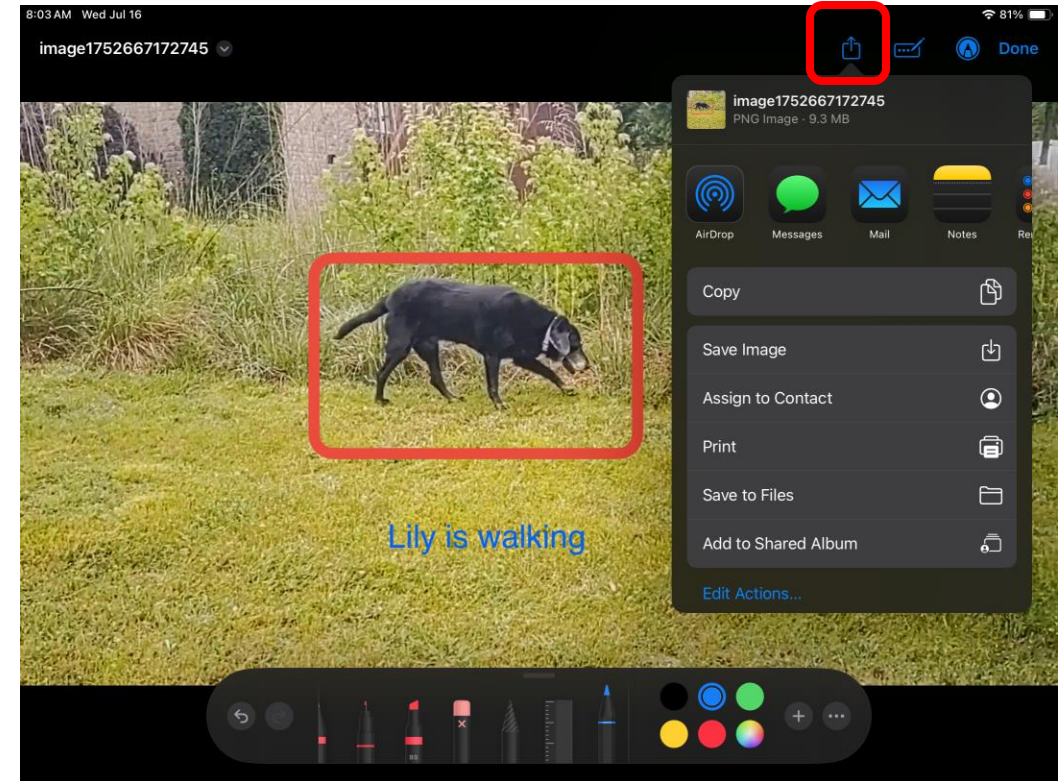 8:03 AM Wed Jul 16
81%
image1752667172745
Done
image1752667172745
PNG Image · 9.3 MB
AirDrop
Messages
Mail
Notes
Copy
Save Image
Assign to Contact
Print
Save to Files
Add to Shared Album
Edit Actions...
Lily is walking